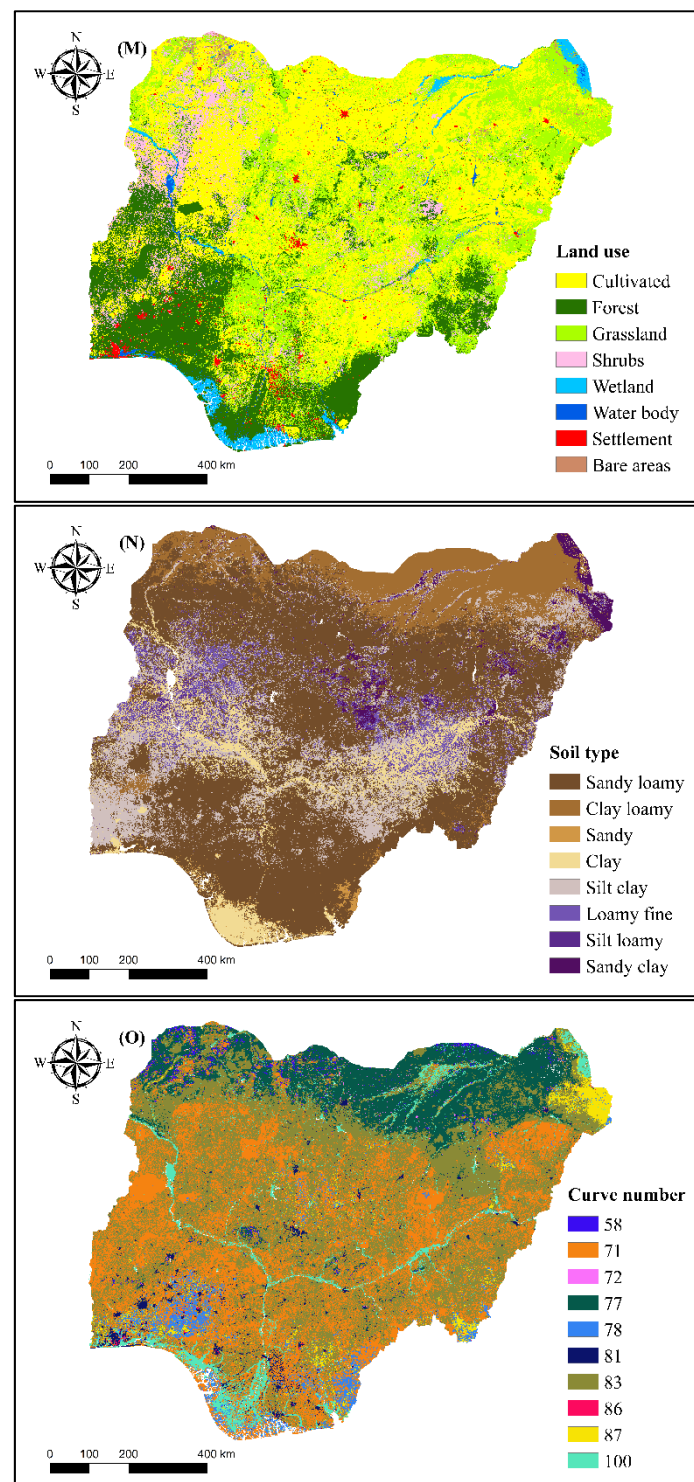 (M)
N
W E
S
Land use
Cultivated
Forest
Grassland
Shrubs
Wetland
Water body
Settlement
Bare areas
0 100 200 400 km
(N)
N
W E
S
Soil type
Sandy loamy
Clay loamy
Sandy
Clay
Silt clay
Loamy fine
Silt loamy
Sandy clay
0 100 200 400 km
(O)
N
W E
S
Curve number
58
71
72
77
78
81
83
86
87
100
0 100 200 400 km